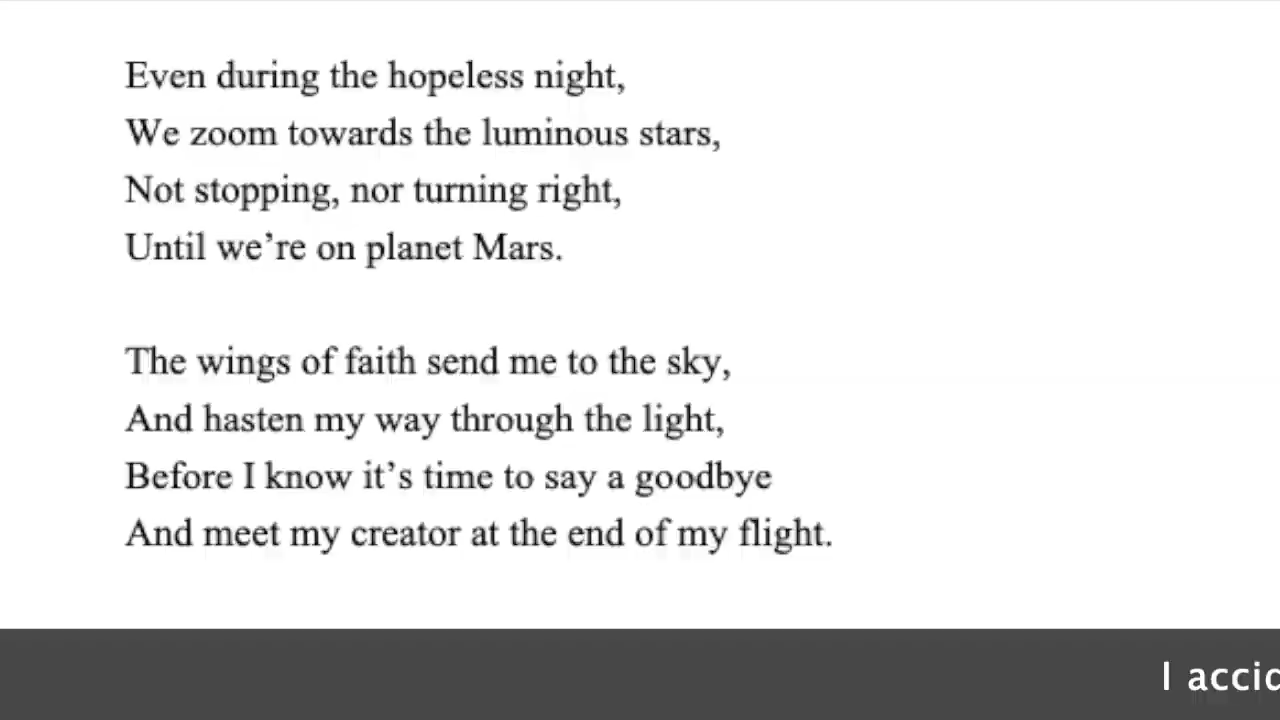 Even during the hopeless night,
We zoom towards the luminous stars,
Not stopping, nor turning right,
Until we’re on planet Mars.
The wings of faith send me to the sky,
And hasten my way through the light,
Before I know it’s time to say a goodbye
And meet my creator at the end of my flight.
I